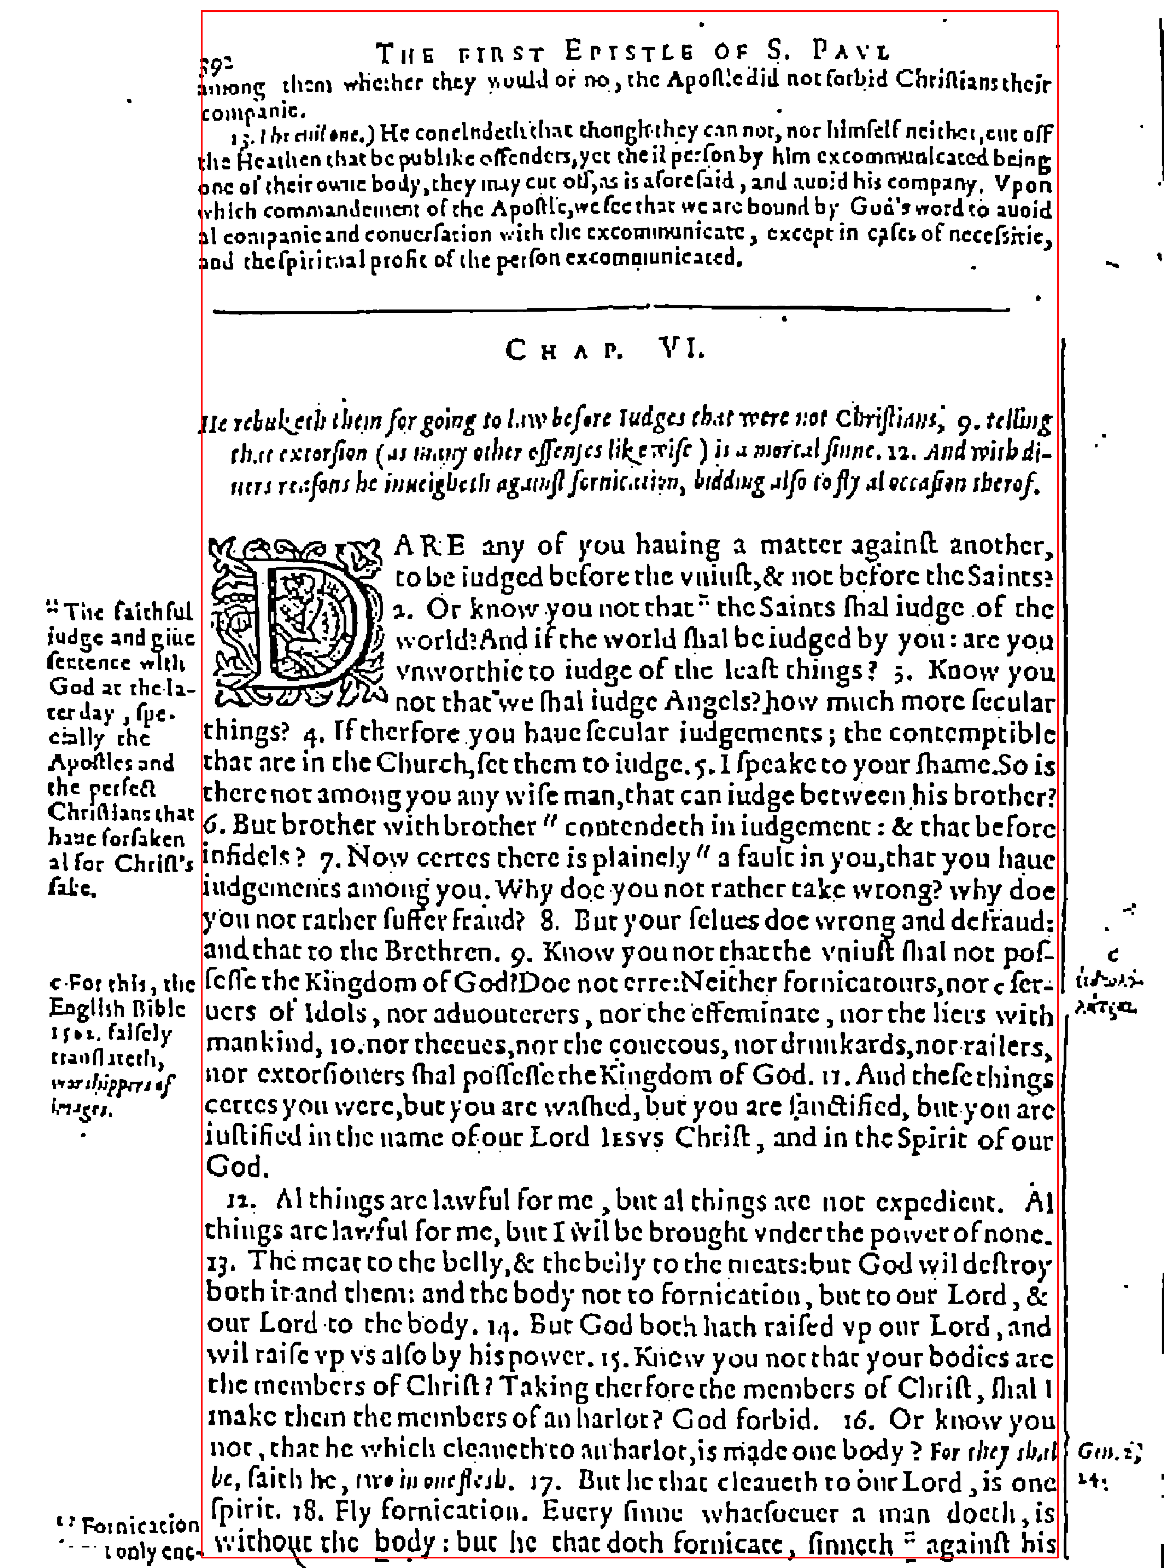 592
THE FIRST EPISTLE OF S. PAVL
among them whether they would or no, the Apoſtle did not forbid Chriſtians their
companie.
13. The euil one.) He concludeth that though they can not, nor himſelf neither, cut off
the Heathen that be publike offenders, yet the il perſon by him excommunicated being
one of their owne body, they may cut off, as is aforeſaid, and auoid his company. Vpon
which commandement of the Apoſtle, we ſee that we are bound by God's word to auoid
al companie and conuerſation with the excommunicate, except in caſes of neceſſitie,
and the ſpiritual profit of the perſon excommunicated.
CHAP. VI.
He rebuketh them for going to law before Iudges that were not Chriſtians, 9. telling
that extorſion (as many other offenſes likewiſe) is a mortal ſinne. 12. And with di-
uers reaſons he inueigheth againſt fornication, bidding alſo to fly al occaſion therof.
DARE any of you hauing a matter againſt another,
to be iudged before the vniuſt, & not before the Saints?
2. Or know you not that " the Saints ſhal iudge of the
world? And if the world ſhal be iudged by you: are you
vnworthie to iudge of the leaſt things? 3. Know you
not that we ſhal iudge Angels? how much more ſecular
things? 4. If therfore you haue ſecular iudgements; the contemptible
that are in the Church, ſet them to iudge. 5. I ſpeake to your ſhame. So is
there not among you any wiſe man, that can iudge between his brother?
6. But brother with brother " contendeth in iudgement: & that before
infidels? 7. Now certes there is plainely " a fault in you, that you haue
iudgements among you. Why doe you not rather take wrong? why doe
you not rather ſuffer fraud? 8. But your ſelues doe wrong and defraud:
and that to the Brethren. 9. Know you not that the vniuſt ſhal not poſ-
ſeſſe the Kingdom of God? Doe not erre: Neither fornicatours, nor c ſer-
uers of Idols, nor aduouterers, nor the effeminate, nor the liers with
mankind, 10. nor theeues, nor the couetous, nor drunkards, nor railers,
nor extorſioners ſhal poſſeſſe the Kingdom of God. 11. And theſe things
certes you were, but you are waſhed, but you are ſanctified, but you are
iuſtified in the name of our Lord IESVS Chriſt, and in the Spirit of our
God.
12. Al things are lawful for me, but al things are not expedient. Al
things are lawful for me, but I wil be brought vnder the power of none.
13. The meat to the belly, & the belly to the meats: but God wil deſtroy
both it and them: and the body not to fornication, but to our Lord, &
our Lord to the body. 14. But God both hath raiſed vp our Lord, and
wil raiſe vp vs alſo by his power. 15. Know you not that your bodies are
the members of Chriſt? Taking therfore the members of Chriſt, ſhal I
make them the members of an harlot? God forbid. 16. Or know you
not, that he which cleaueth to an harlot, is made one body? For they ſhal
be, ſaith he, two in one fleſh. 17. But he that cleaueth to our Lord, is one
ſpirit. 18. Fly fornication. Euery ſinne whatſoeuer a man doeth, is
without the body: but he that doth fornicate, ſinneth " againſt his
" The faithful
iudge and giue
ſentence with
God at the la-
ter day, ſpe-
cially the
Apoſtles and
the perfect
Chriſtians that
haue forſaken
al for Chriſt's
ſake.
c For this, the
English Bible
1562. falſely
tranſlateth,
worſhippers of
images.
" Fornication
only ent-
c
Gen. 2,
24.